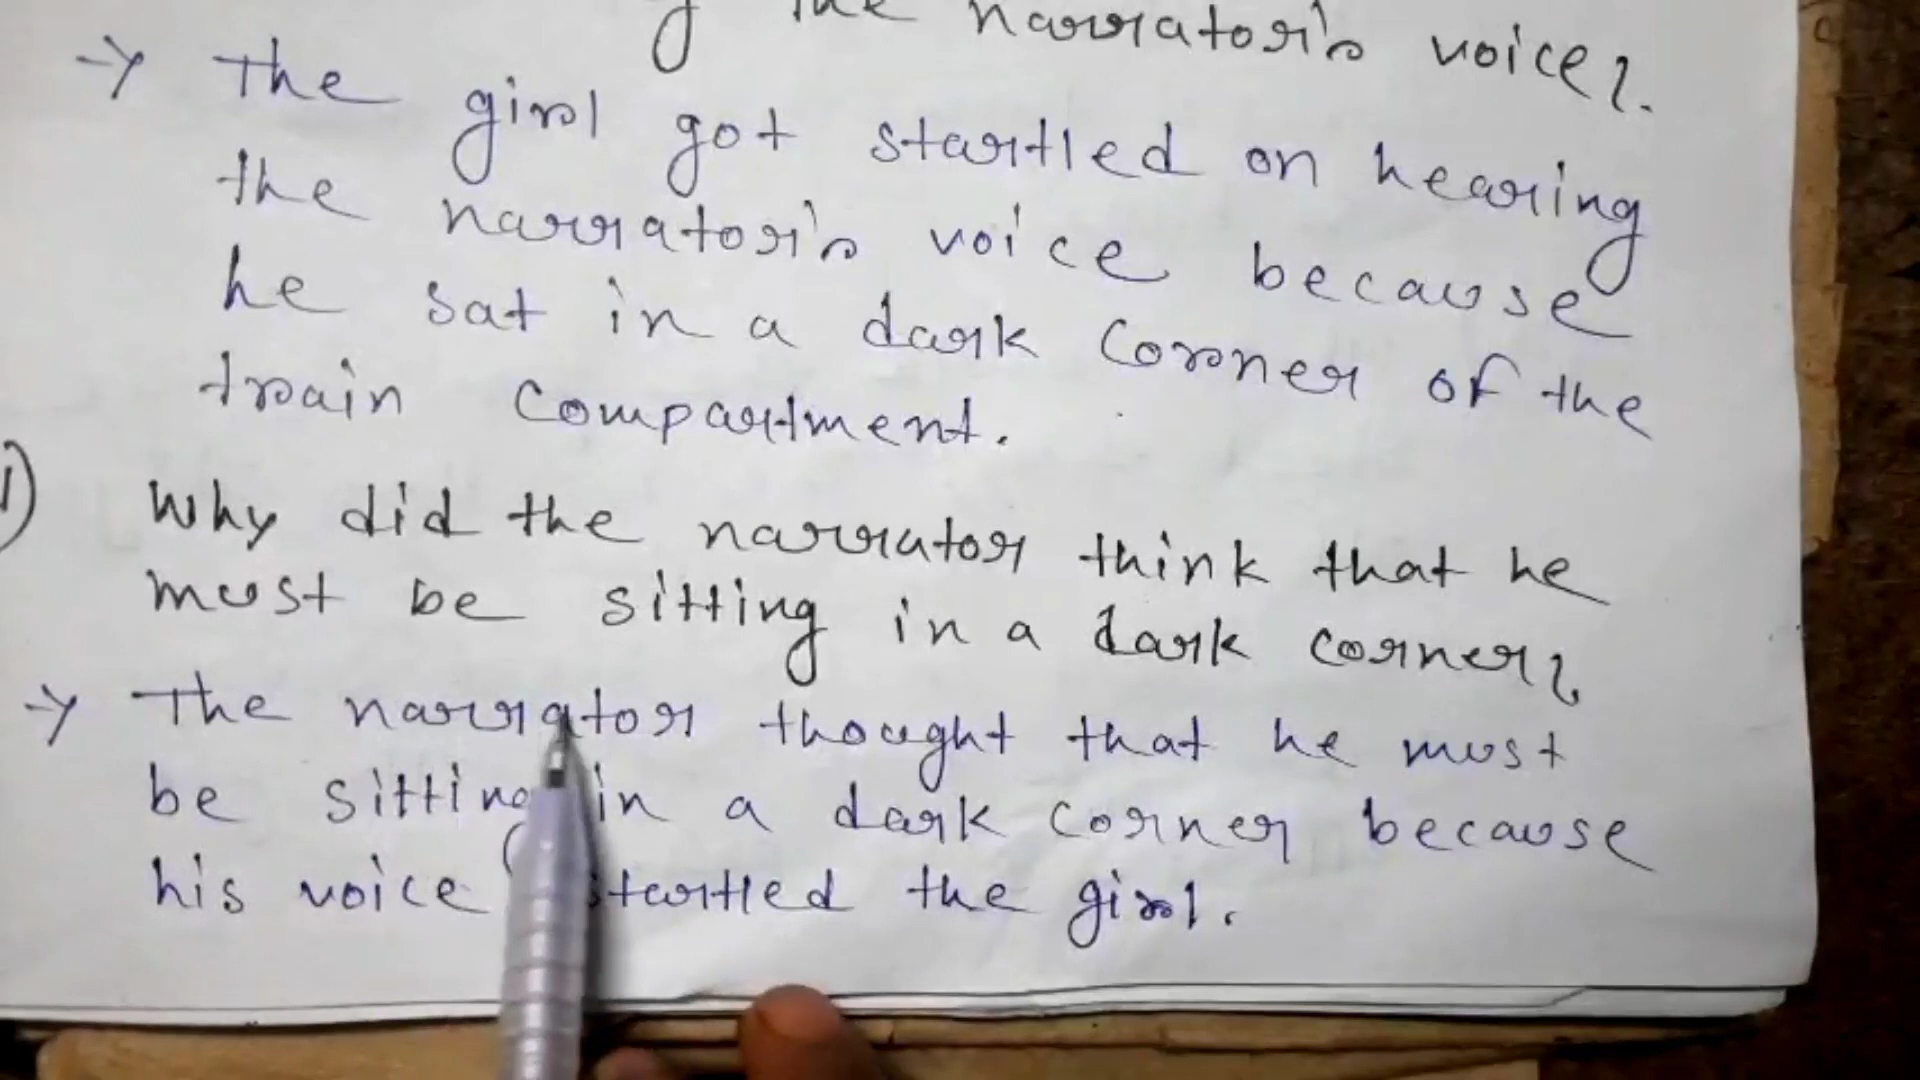 the narrator's voice?
→ The girl got startled on hearing
the narrator's voice because
he sat in a dark corner of the
train compartment.
Why did the narrator think that he
must be sitting in a dark corner?
→ The narrator thought that he must
be sitting in a dark corner because
his voice startled the girl.